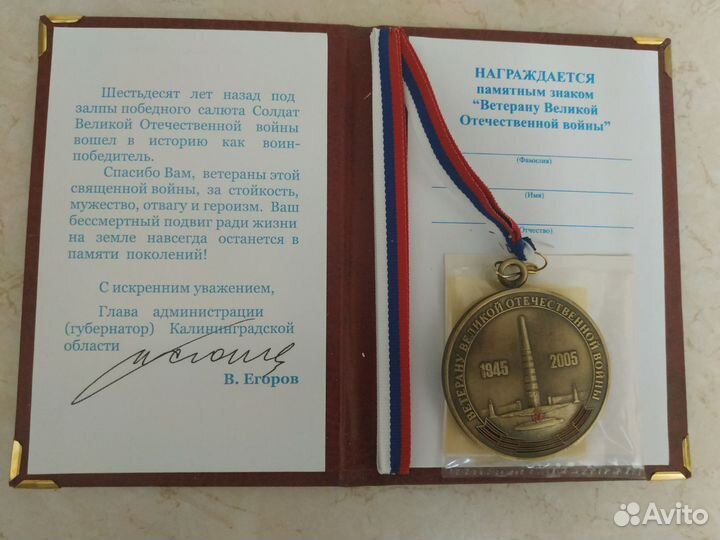 Шестьдесят лет назад под
залпы победного салюта Солдат
Великой Отечественной войны
вошел в историю как воин-
победитель.
Спасибо Вам, ветераны этой
священной войны, за стойкость,
мужество, отвагу и героизм. Ваш
бессмертный подвиг ради жизни
на земле навсегда останется в
памяти поколений!
С искренним уважением,
Глава администрации
(губернатор) Калининградской
области
В. Егоров
НАГРАЖДАЕТСЯ
памятным знаком
“Ветерану Великой
Отечественной войны”
(Фамилия)
(Имя)
(Отчество)
ВЕТЕРАНУ ВЕЛИКОЙ ОТЕЧЕСТВЕННОЙ ВОЙНЫ
1945 2005
Avito